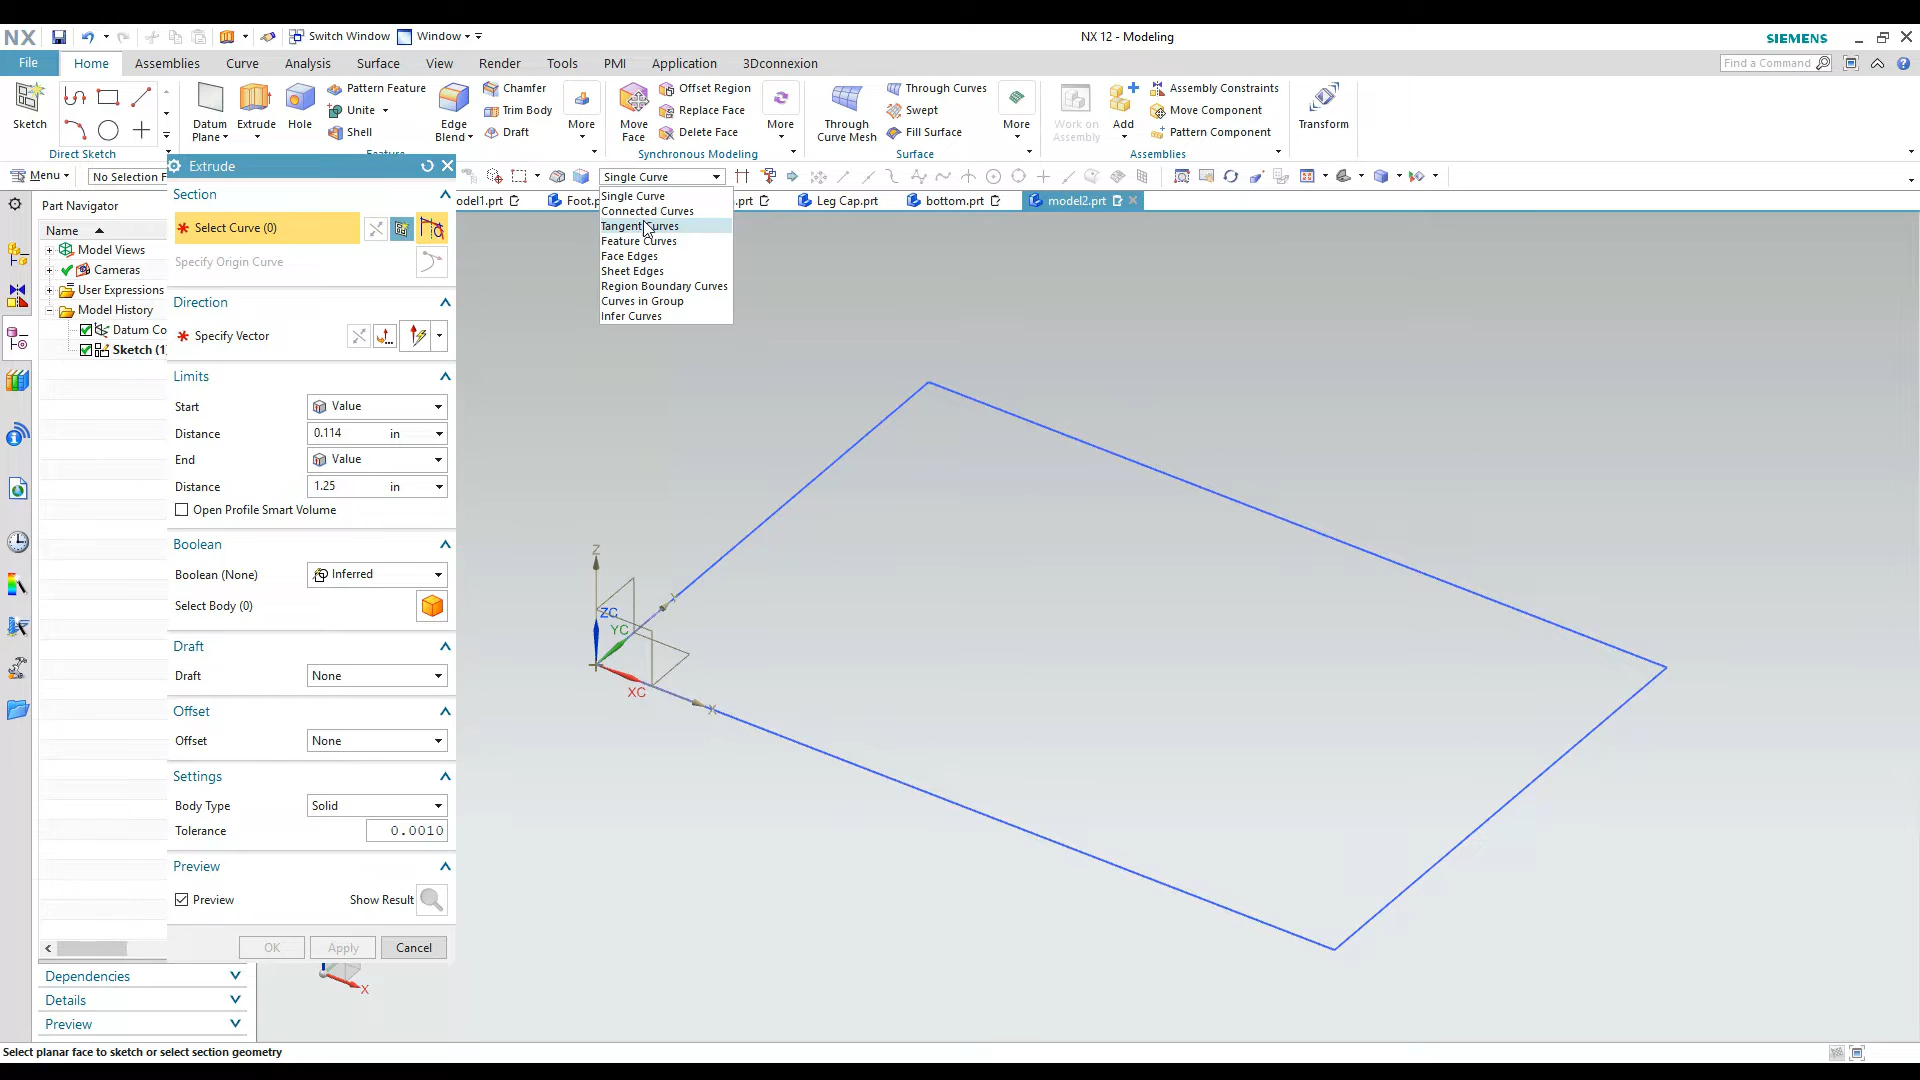 NX
Switch Window
Window
NX 12 - Modeling
SIEMENS
File
Home
Assemblies
Curve
Analysis
Surface
View
Render
Tools
PMI
Application
3Dconnexion
Find a Command
Sketch
Direct Sketch
Datum
Plane
Extrude
Hole
Pattern Feature
Unite
Shell
Edge
Blend
Chamfer
Trim Body
Draft
More
Move
Face
Offset Region
Replace Face
Delete Face
More
Synchronous Modeling
Through
Curve Mesh
Through Curves
Swept
Fill Surface
More
Surface
Work on
Assembly
Add
Assembly Constraints
Move Component
Pattern Component
Assemblies
Transform
Menu
No Selection F
Single Curve
odel1.prt
Foot.p
.prt
Leg Cap.prt
bottom.prt
model2.prt
Single Curve
Connected Curves
Tangent Curves
Feature Curves
Face Edges
Sheet Edges
Region Boundary Curves
Curves in Group
Infer Curves
Part Navigator
Name
Model Views
Cameras
User Expressions
Model History
Datum Co
Sketch (1)
Dependencies
Details
Preview
Extrude
Section
* Select Curve (0)
Specify Origin Curve
Direction
* Specify Vector
Limits
Start
Value
Distance
0.114 in
End
Value
Distance
1.25 in
Open Profile Smart Volume
Boolean
Boolean (None)
Inferred
Select Body (0)
Draft
Draft
None
Offset
Offset
None
Settings
Body Type
Solid
Tolerance
0.0010
Preview
Preview
Show Result
OK
Apply
Cancel
Z
ZC
YC
Y
XC
X
X
Select planar face to sketch or select section geometry